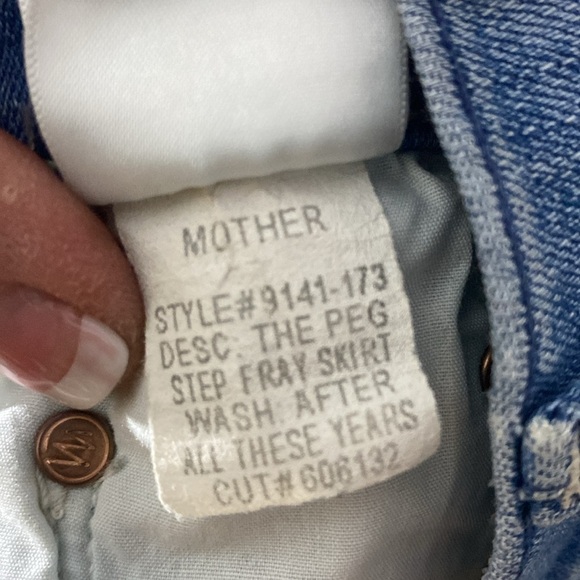 MOTHER
STYLE# 9141-173
DESC: THE PEG
STEP FRAY SKIRT
WASH: AFTER
ALL THESE YEARS
CUT# 606132
M